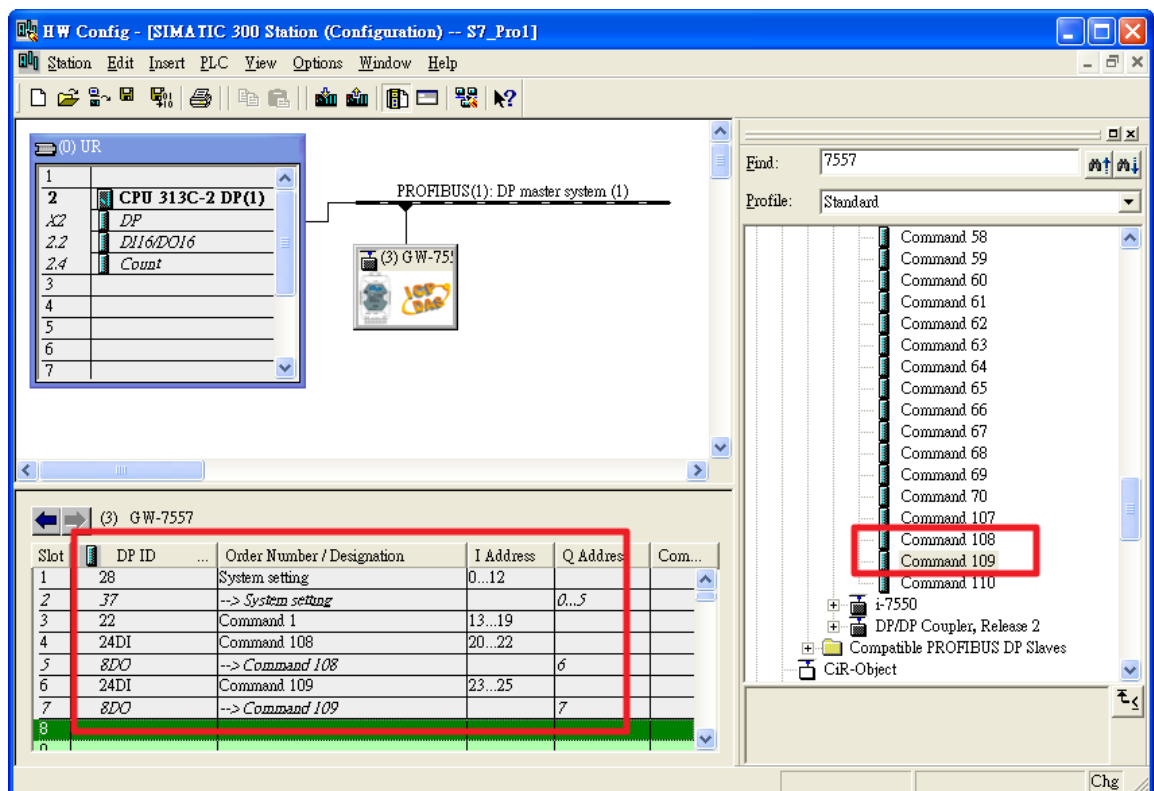 HW Config - [SIMATIC 300 Station (Configuration) -- S7_Pro1]
Station Edit Insert PLC View Options Window Help
(0) UR
1
2 CPU 313C-2 DP(1)
X2 DP
2.2 DI16/DO16
2.4 Count
3
4
5
6
7
PROFIBUS(1): DP master system (1)
(3) GW-75
ICP
DAS
Find: 7557
Profile: Standard
Command 58
Command 59
Command 60
Command 61
Command 62
Command 63
Command 64
Command 65
Command 66
Command 67
Command 68
Command 69
Command 70
Command 107
Command 108
Command 109
Command 110
i-7550
DP/DP Coupler, Release 2
Compatible PROFIBUS DP Slaves
CiR-Object
(3) GW-7557
Slot DP ID ... Order Number / Designation I Address Q Address Com...
1 28 System setting 0...12
2 37 --> System setting 0...5
3 22 Command 1 13...19
4 24DI Command 108 20...22
5 8DO --> Command 108 6
6 24DI Command 109 23...25
7 8DO --> Command 109 7
8
Chg